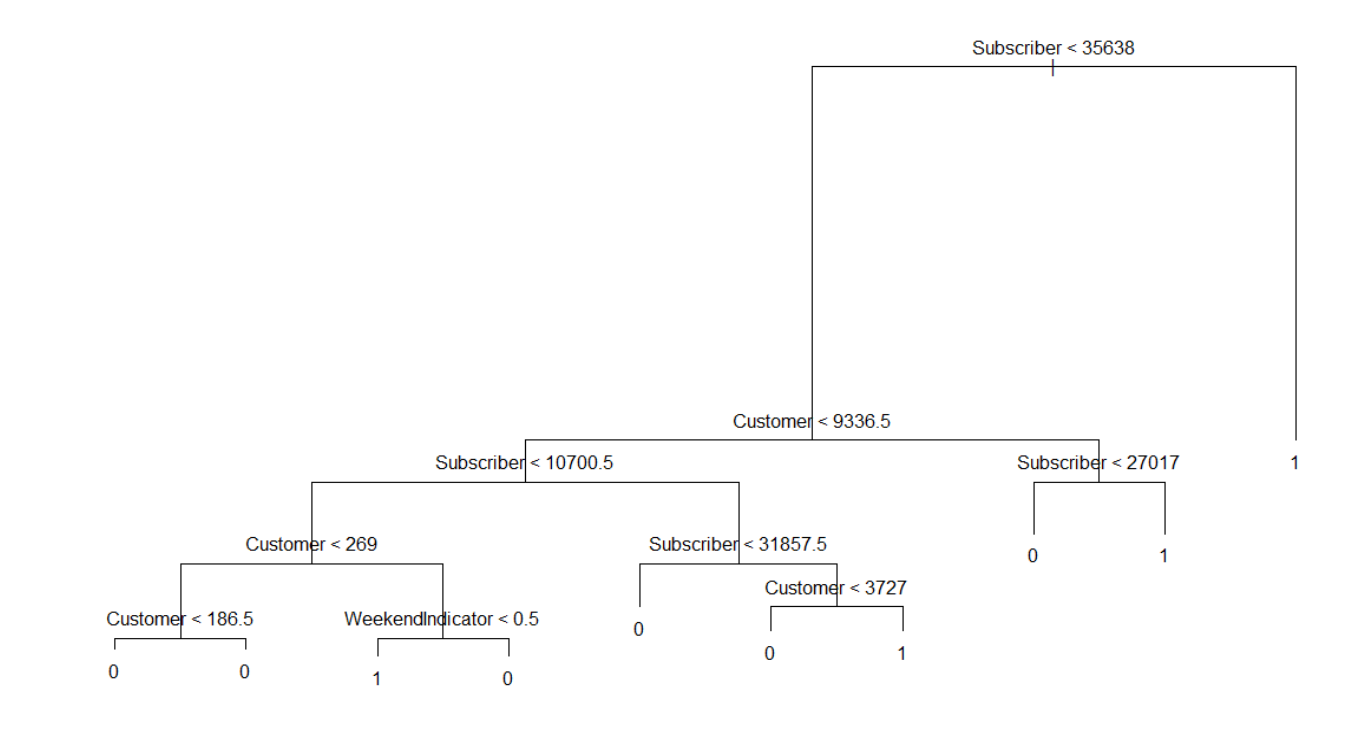 Subscriber < 35638
Customer < 9336.5
Subscriber < 10700.5
Subscriber < 27017
1
Customer < 269
Subscriber < 31857.5
0
1
Customer < 3727
Customer < 186.5
WeekendIndicator < 0.5
0
0
1
0
0
1
0